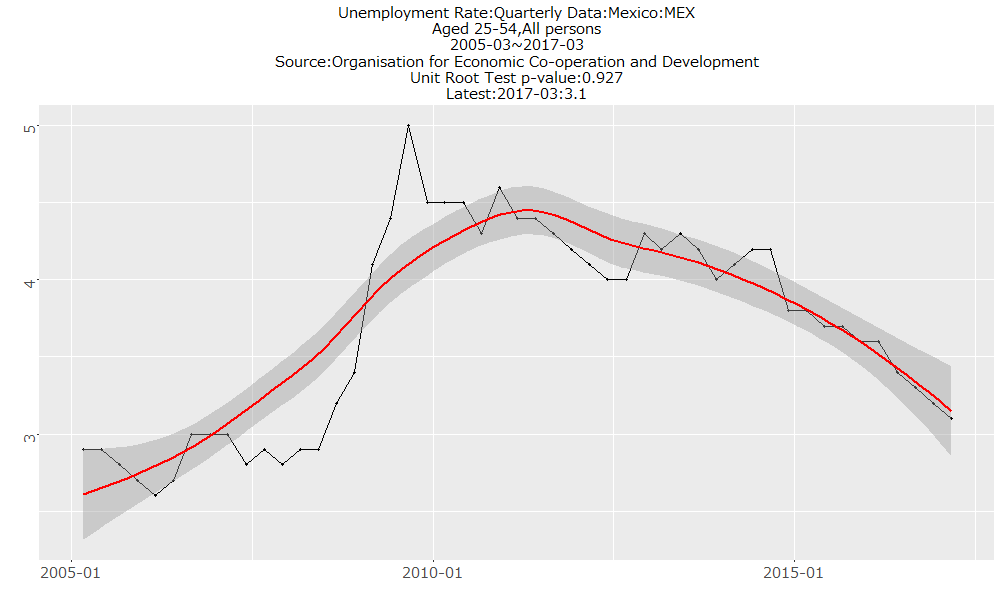 Unemployment Rate:Quarterly Data:Mexico:MEX
Aged 25-54,All persons
2005-03~2017-03
Source:Organisation for Economic Co-operation and Development
Unit Root Test p-value:0.927
Latest:2017-03:3.1
5
4
3
2005-01 2010-01 2015-01